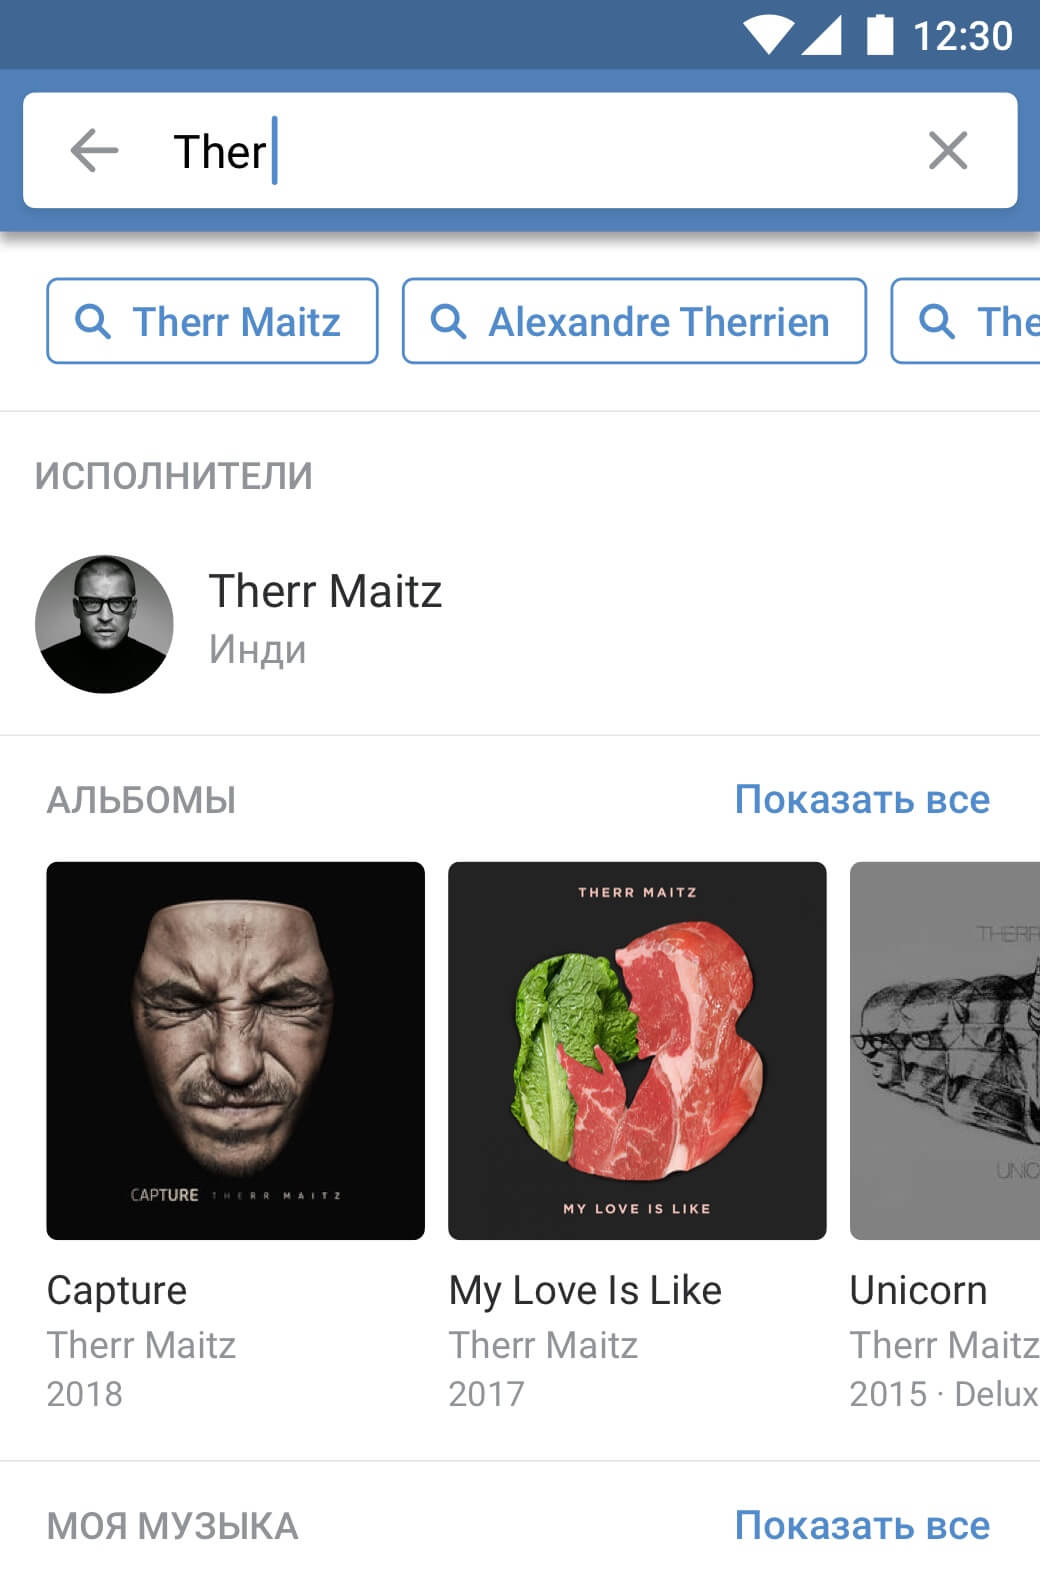 12:30
Ther
Therr Maitz
Alexandre Therrien
The
ИСПОЛНИТЕЛИ
Therr Maitz
Инди
АЛЬБОМЫ
Показать все
THERR MAITZ
THERR
UNIC
CAPTURE THERR MAITZ
MY LOVE IS LIKE
Capture
My Love Is Like
Unicorn
Therr Maitz
Therr Maitz
Therr Maitz
2018
2017
2015 · Delux
МОЯ МУЗЫКА
Показать все